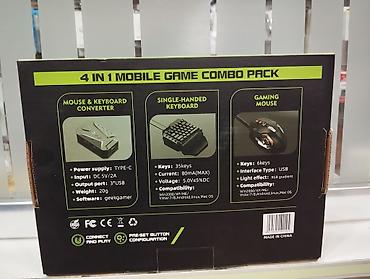 4 IN 1 MOBILE GAME COMBO PACK
MOUSE & KEYBOARD
CONVERTER
• Power supply: TYPE-C
• Input: DC 5V/2A
• Output port: 3*USB
• Weight: 20g
• Software: geekgamer
SINGLE-HANDED
KEYBOARD
• Keys: 35keys
• Current: 80mA(MAX)
• Voltage: 5.0V±5%DC
• Compatibility:
GAMING
MOUSE
• Keys: 6keys
• Interface Type: USB
• Light effect:
• Compatibility:
CE FC
CONNECT
AND PLAY
PRE-SET BUTTON
CONFIGURATION
MADE IN CHINA